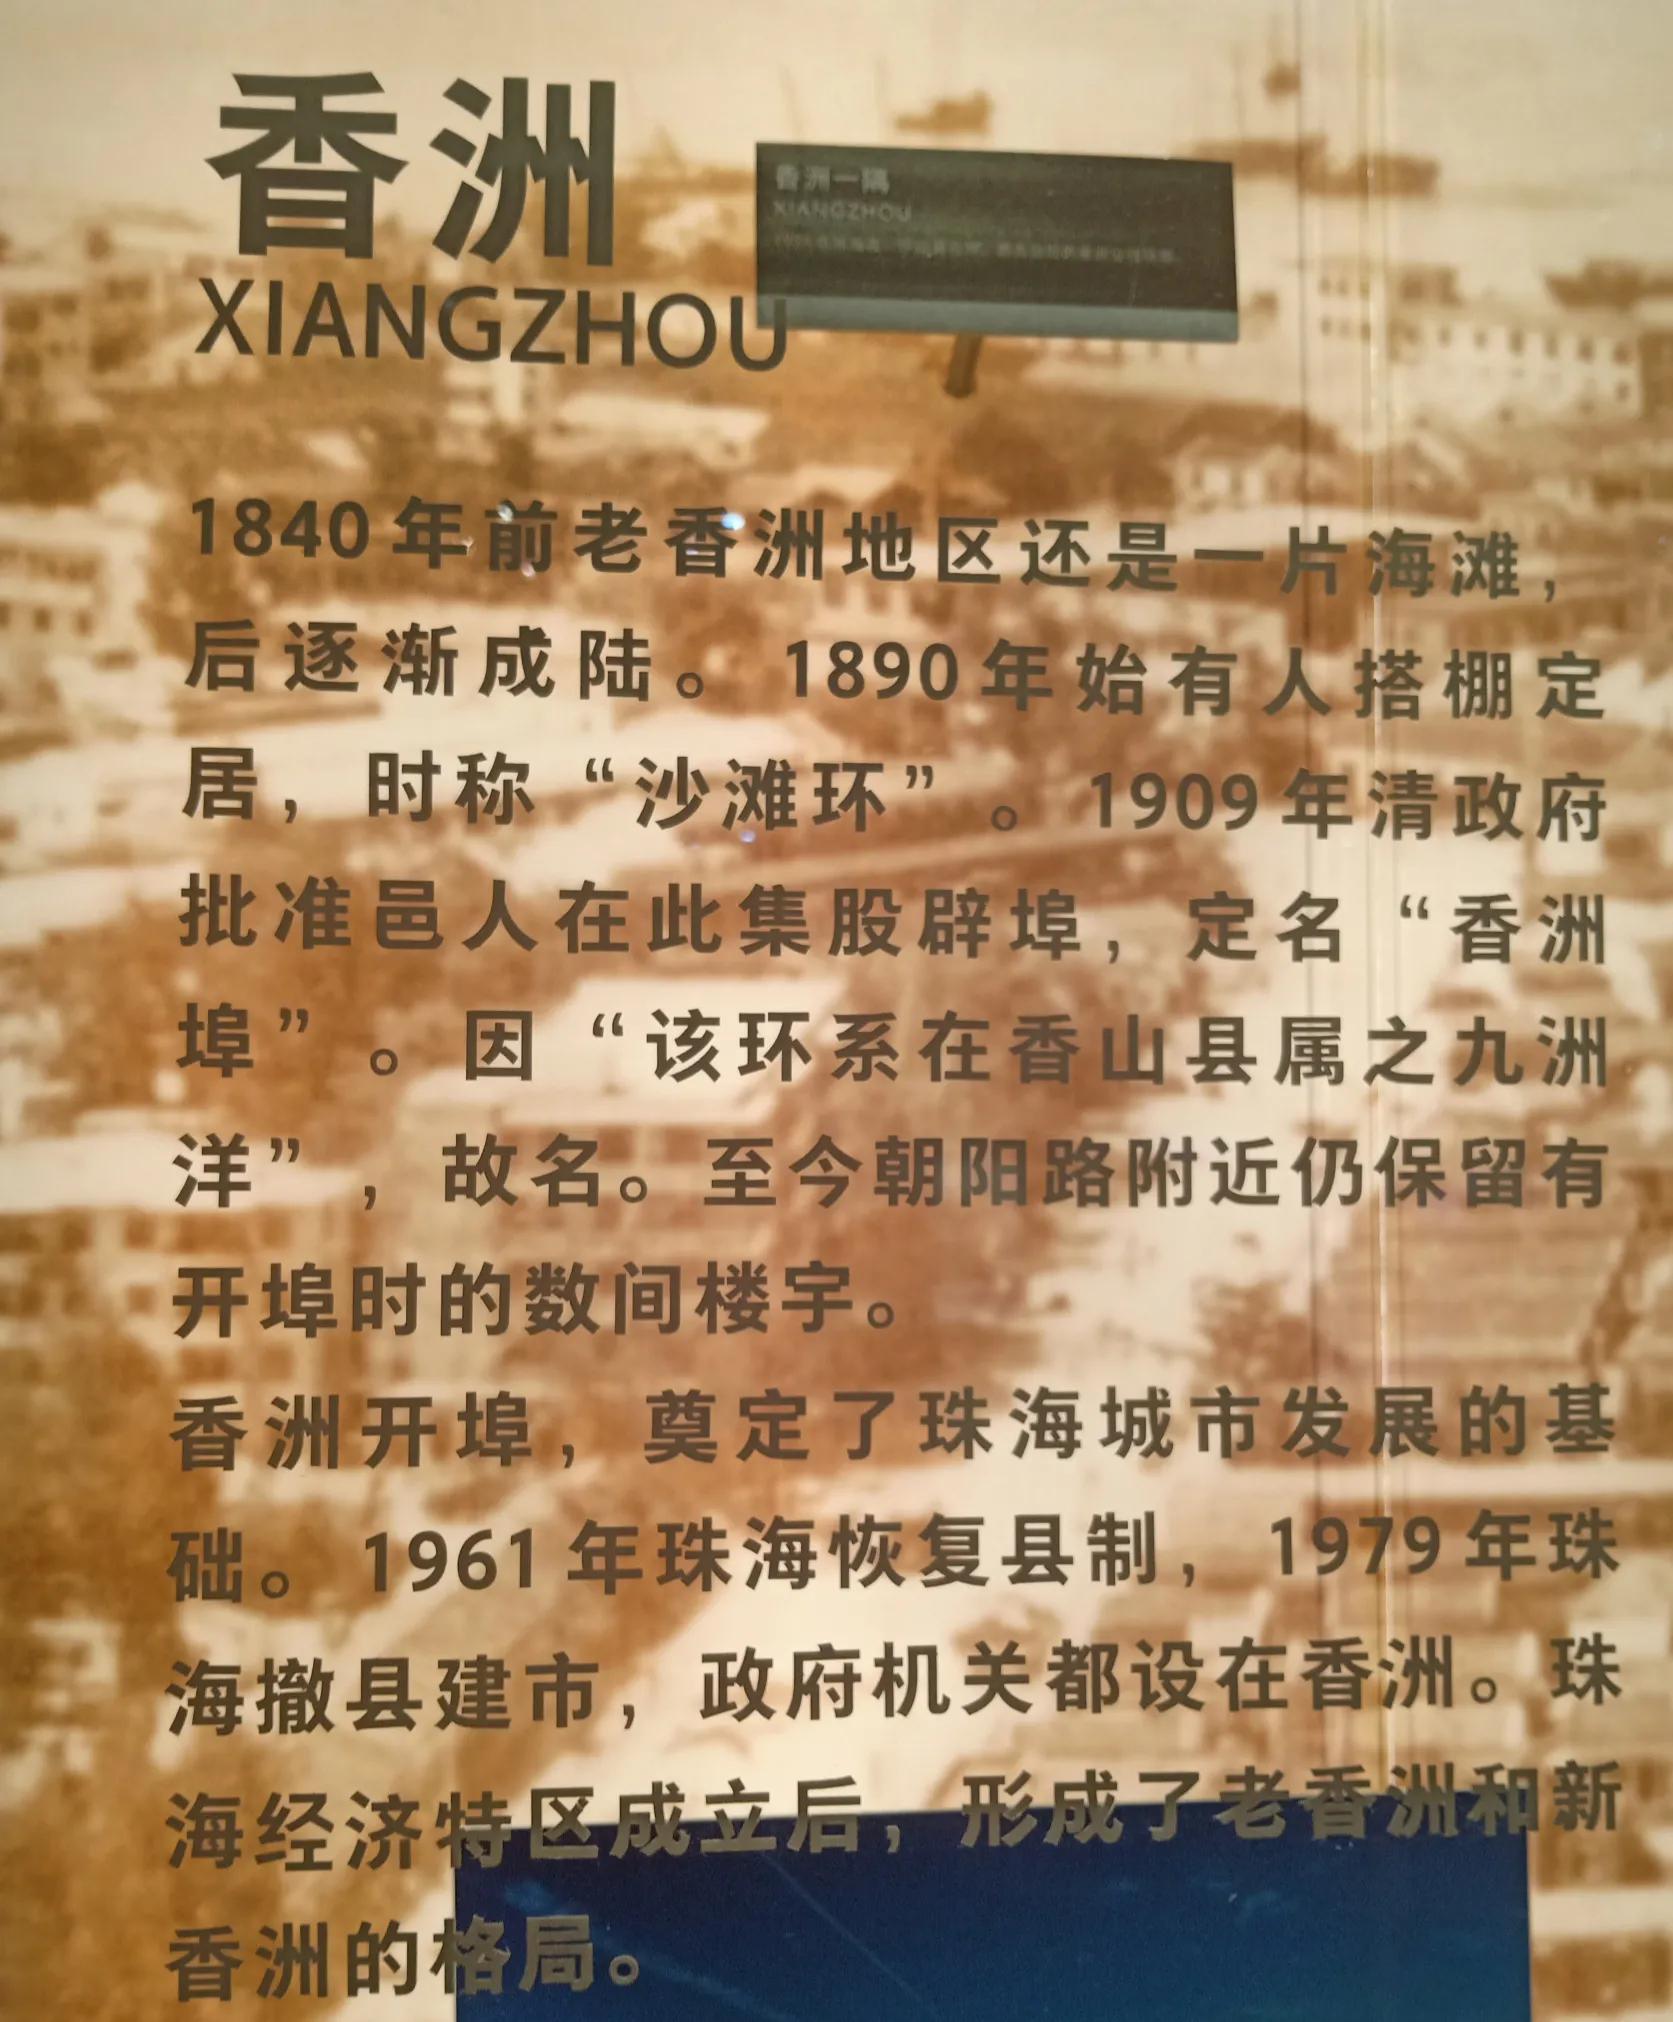 香洲
XIANGZHOU
香洲一隅
XIANGZHOU
1840年前老香洲地区还是一片海滩，
后逐渐成陆。1890年始有人搭棚定
居，时称“沙滩环”。1909年清政府
批准邑人在此集股辟埠，定名“香洲
埠”。因“该环系在香山县属之九洲
洋”，故名。至今朝阳路附近仍保留有
开埠时的数间楼宇。
香洲开埠，奠定了珠海城市发展的基
础。1961年珠海恢复县制，1979年珠
海撤县建市，政府机关都设在香洲。珠
海经济特区成立后，形成了老香洲和新
香洲的格局。